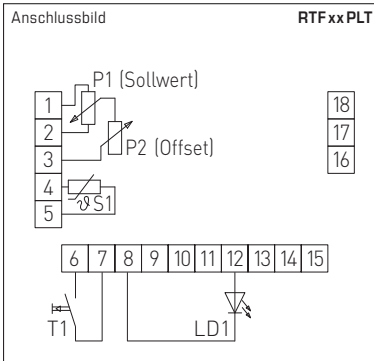 Anschlussbild RTF xx PLT
P1 (Sollwert)
1
2
3
4
5
P2 (Offset)
ϑ S1
18
17
16
6 7 8 9 10 11 12 13 14 15
T1
LD1